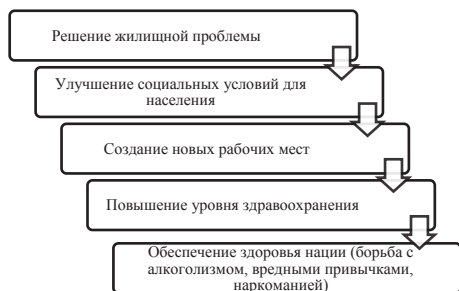 Решение жилищной проблемы
Улучшение социальных условий для
населения
Создание новых рабочих мест
Повышение уровня здравоохранения
Обеспечение здоровья нации (борьба с
алкоголизмом, вредными привычками,
наркоманией)